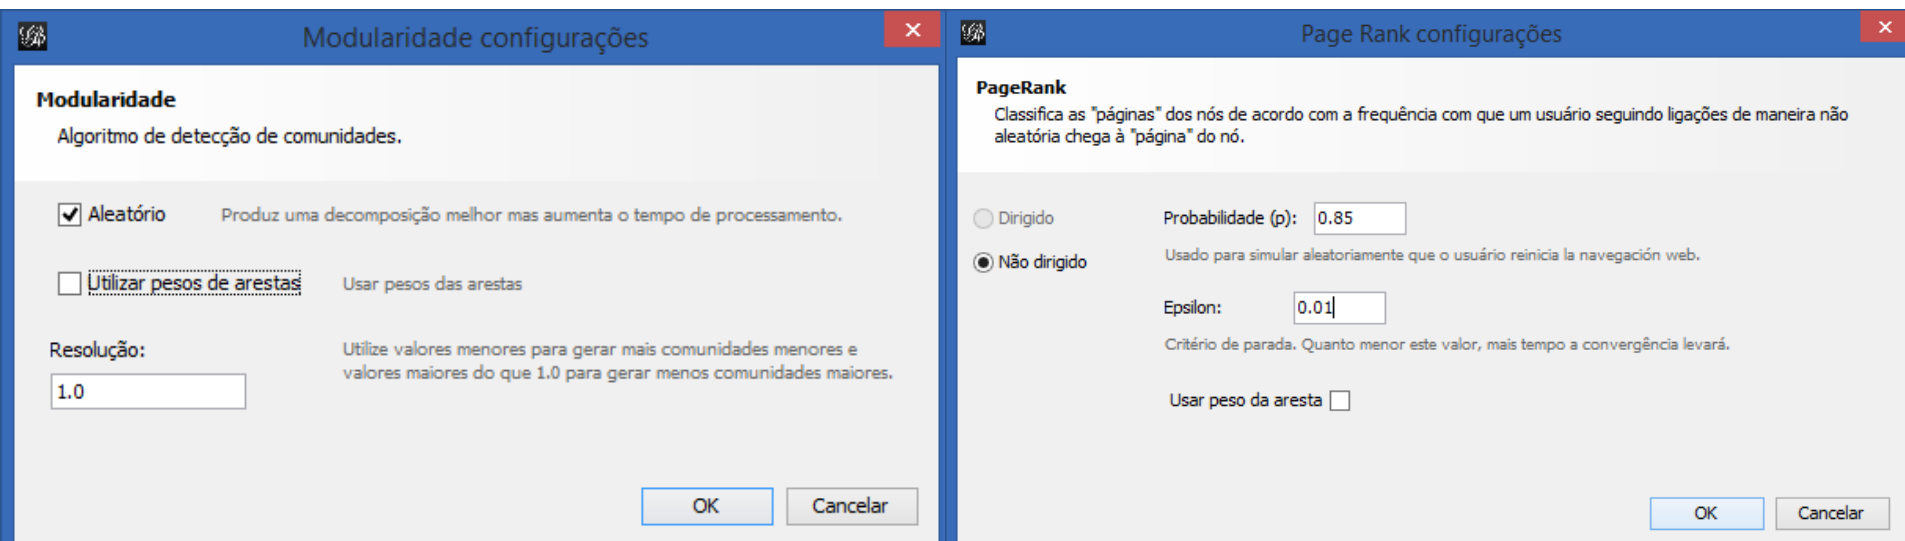 Modularidade configurações
Modularidade
Algoritmo de detecção de comunidades.
Aleatório
Produz uma decomposição melhor mas aumenta o tempo de processamento.
Utilizar pesos de arestas
Usar pesos das arestas
Resolução:
1.0
Utilize valores menores para gerar mais comunidades menores e
valores maiores do que 1.0 para gerar menos comunidades maiores.
OK
Cancelar
Page Rank configurações
PageRank
Classifica as "páginas" dos nós de acordo com a frequência com que um usuário seguindo ligações de maneira não
aleatória chega à "página" do nó.
Dirigido
Não dirigido
Probabilidade (p): 0.85
Usado para simular aleatoriamente que o usuário reinicia la navegación web.
Epsilon: 0.01
Critério de parada. Quanto menor este valor, mais tempo a convergência levará.
Usar peso da aresta
OK
Cancelar